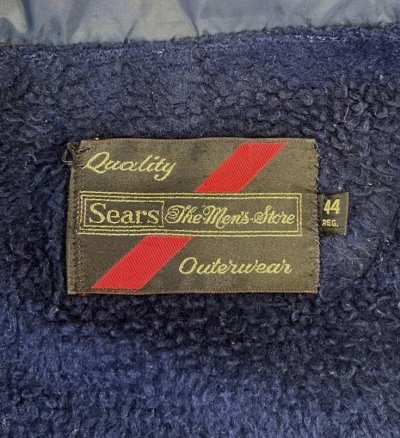 Quality
Sears The Men's Store
44
REG.
Outerwear